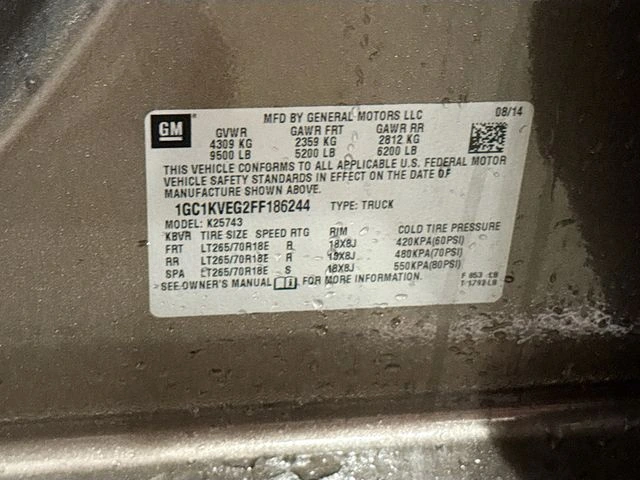 GM
MFD BY GENERAL MOTORS LLC 08/14
GVWR GAWR FRT GAWR RR
4309 KG 2359 KG 2812 KG
9500 LB 5200 LB 6200 LB
THIS VEHICLE CONFORMS TO ALL APPLICABLE U.S. FEDERAL MOTOR
VEHICLE SAFETY STANDARDS IN EFFECT ON THE DATE OF
MANUFACTURE SHOWN ABOVE.
1GC1KVEG2FF186244 TYPE: TRUCK
MODEL: K25743
KBVR TIRE SIZE SPEED RTG RIM COLD TIRE PRESSURE
FRT LT265/70R18E R 18X8J 420KPA(60PSI)
RR LT265/70R18E R 18X8J 480KPA(70PSI)
SPA LT265/70R18E S 18X8J 550KPA(80PSI)
SEE OWNER'S MANUAL FOR MORE INFORMATION. F 853 LB
T 1792 LB